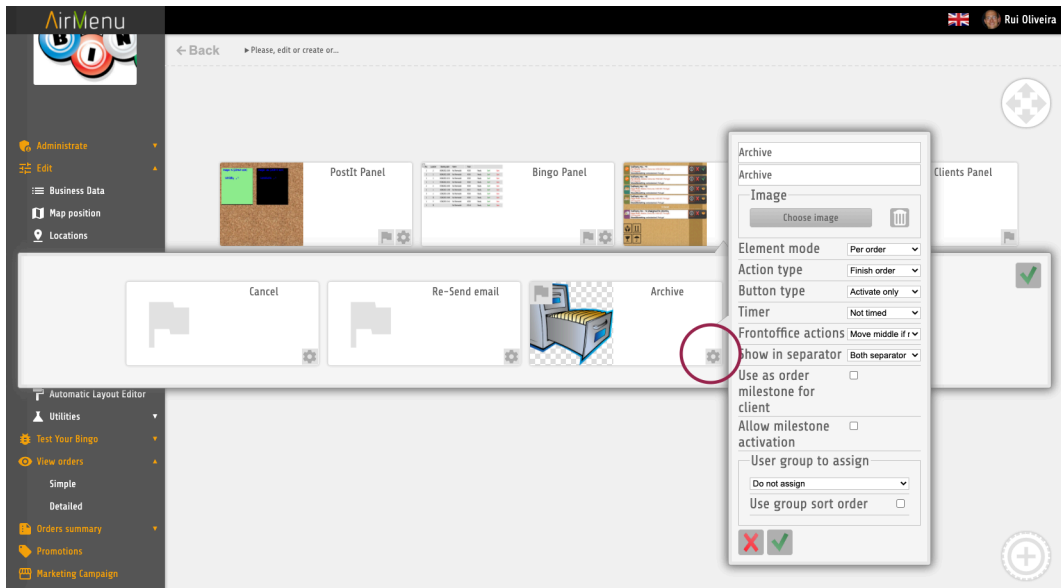 AirMenu
Rui Oliveira
B I N
Back
Please, edit or create or...
Administrate
Edit
Business Data
Map position
Locations
PostIt Panel
Bingo Panel
Clients Panel
Cancel
Re-Send email
Archive
Archive
Archive
Image
Choose image
Element mode
Per order
Action type
Finish order
Button type
Activate only
Timer
Not timed
Frontoffice actions
Move middle if r
Show in separator
Both separator
Use as order
milestone for
client
Allow milestone
activation
User group to assign
Do not assign
Use group sort order
Automatic Layout Editor
Utilities
Test Your Bingo
View orders
Simple
Detailed
Orders summary
Promotions
Marketing Campaign